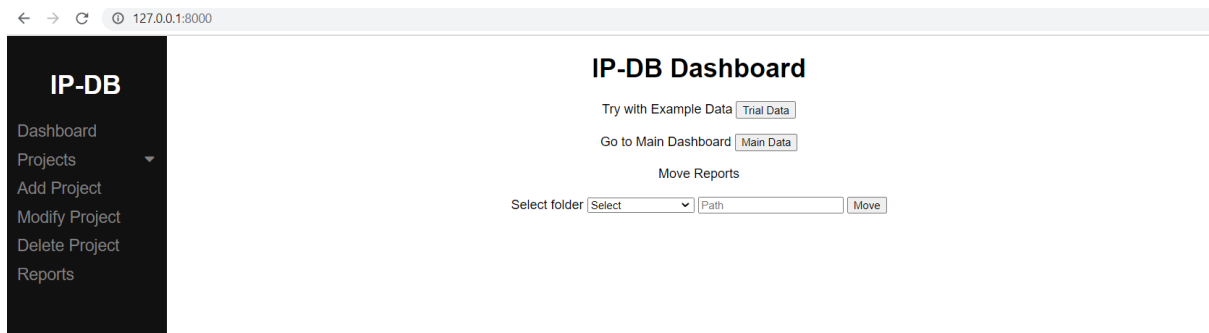 127.0.0.1:8000
IP-DB
Dashboard
Projects
Add Project
Modify Project
Delete Project
Reports
IP-DB Dashboard
Try with Example Data Trial Data
Go to Main Dashboard Main Data
Move Reports
Select folder Select Path Move